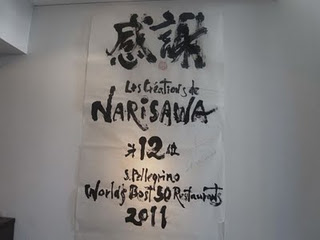 感謝
Les Créations de
NARISAWA
第12位
S.Pellegrino
World's Best 50 Restaurants
2011